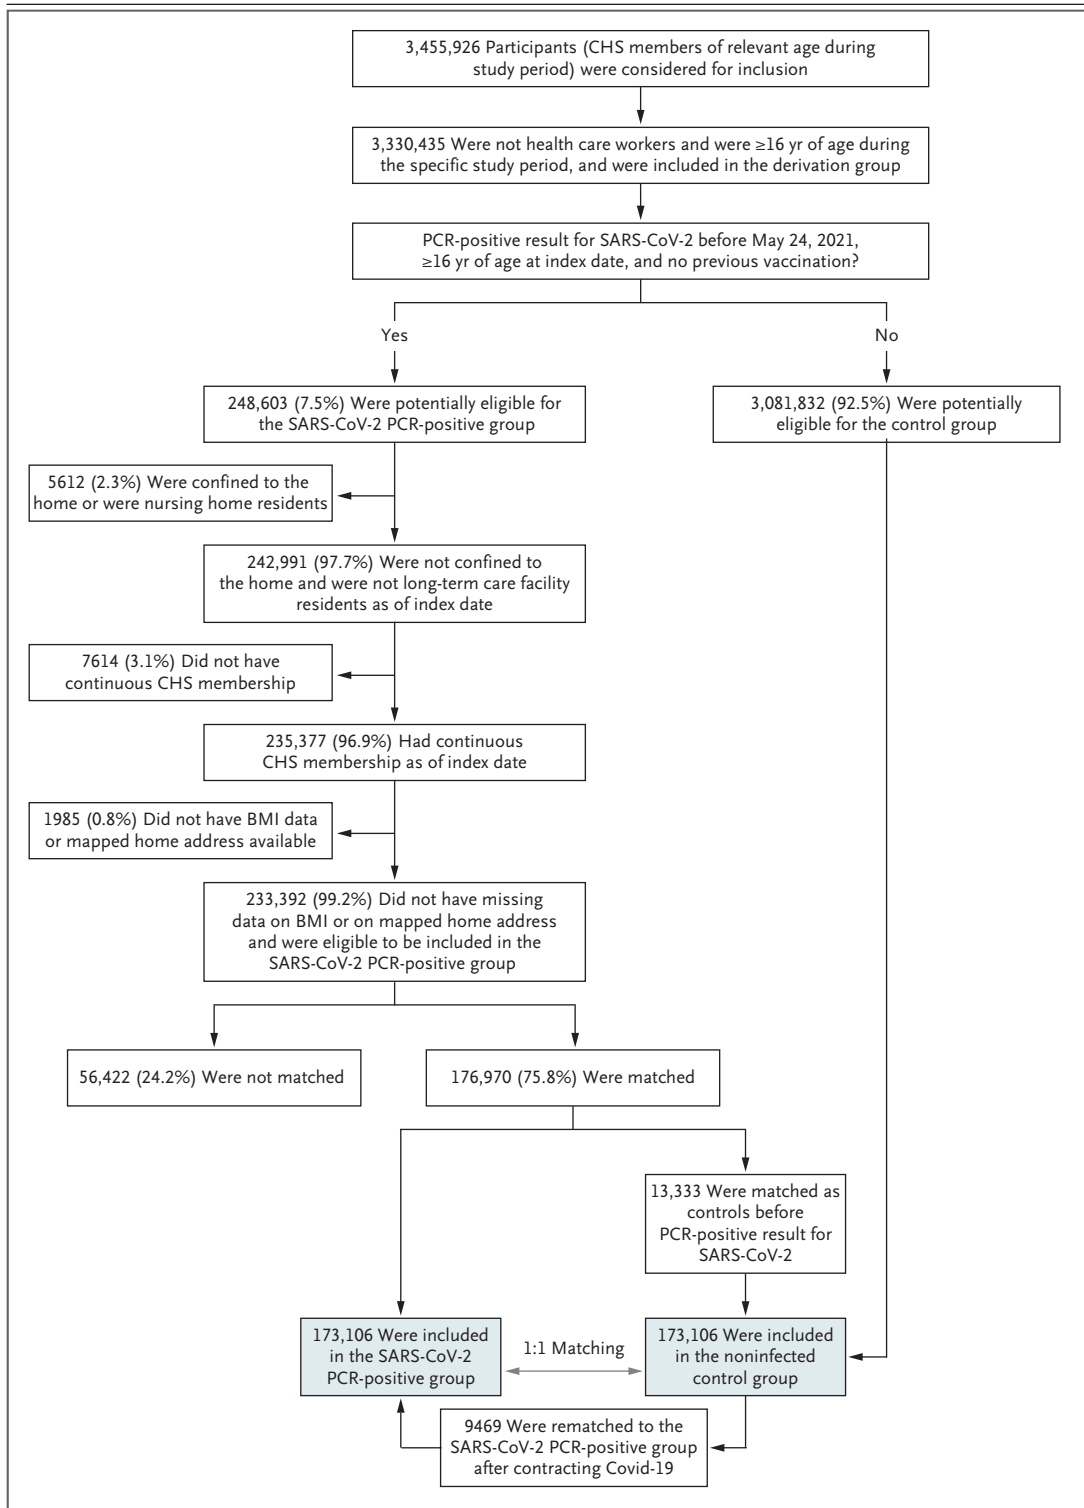 3,455,926 Participants (CHS members of relevant age during
study period) were considered for inclusion
3,330,435 Were not health care workers and were ≥16 yr of age during
the specific study period, and were included in the derivation group
PCR-positive result for SARS-CoV-2 before May 24, 2021,
≥16 yr of age at index date, and no previous vaccination?
Yes
No
248,603 (7.5%) Were potentially eligible for
the SARS-CoV-2 PCR-positive group
3,081,832 (92.5%) Were potentially
eligible for the control group
5612 (2.3%) Were confined to the
home or were nursing home residents
242,991 (97.7%) Were not confined to
the home and were not long-term care facility
residents as of index date
7614 (3.1%) Did not have
continuous CHS membership
235,377 (96.9%) Had continuous
CHS membership as of index date
1985 (0.8%) Did not have BMI data
or mapped home address available
233,392 (99.2%) Did not have missing
data on BMI or on mapped home address
and were eligible to be included in the
SARS-CoV-2 PCR-positive group
56,422 (24.2%) Were not matched
176,970 (75.8%) Were matched
13,333 Were matched as
controls before
PCR-positive result for
SARS-CoV-2
173,106 Were included
in the SARS-CoV-2
PCR-positive group
1:1 Matching
173,106 Were included
in the noninfected
control group
9469 Were rematched to the
SARS-CoV-2 PCR-positive group
after contracting Covid-19